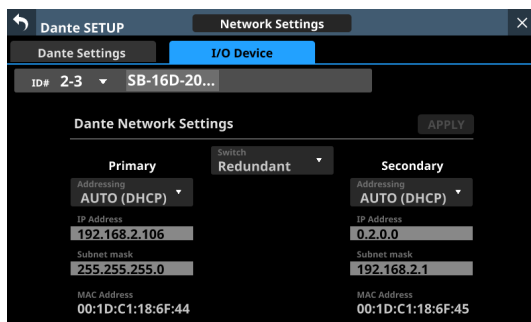 Dante SETUP
Network Settings
Dante Settings
I/O Device
ID# 2-3 SB-16D-20...
Dante Network Settings
APPLY
Switch
Primary
Redundant
Secondary
Addressing
Addressing
AUTO (DHCP)
AUTO (DHCP)
IP Address
IP Address
192.168.2.106
0.2.0.0
Subnet mask
Subnet mask
255.255.255.0
192.168.2.1
MAC Address
MAC Address
00:1D:C1:18:6F:44
00:1D:C1:18:6F:45